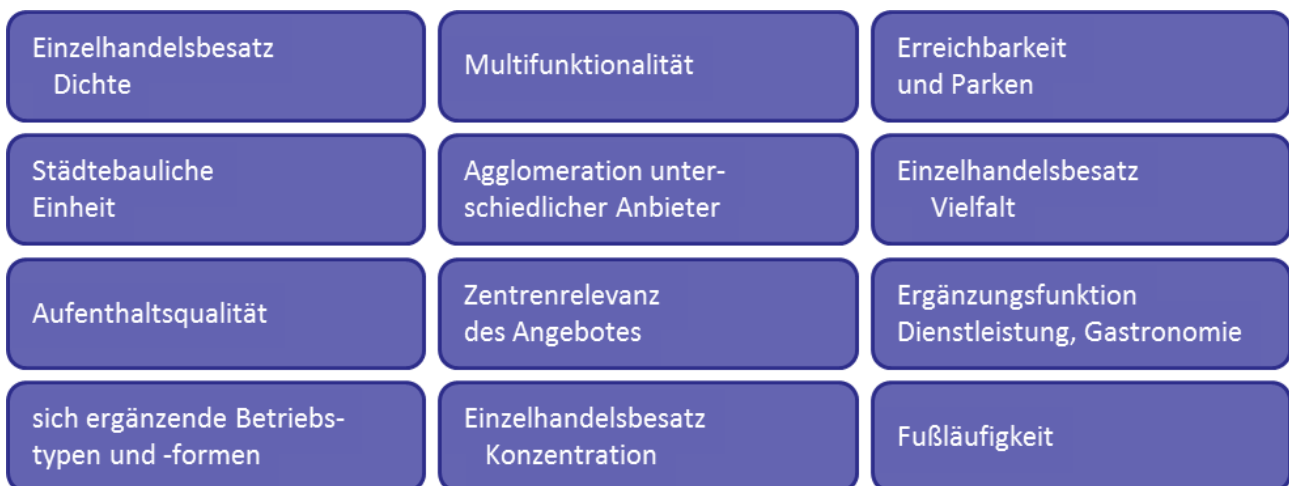 Einzelhandelsbesatz
Dichte
Multifunktionalität
Erreichbarkeit
und Parken
Städtebauliche
Einheit
Agglomeration unter-
schiedlicher Anbieter
Einzelhandelsbesatz
Vielfalt
Aufenthaltsqualität
Zentrenrelevanz
des Angebotes
Ergänzungsfunktion
Dienstleistung, Gastronomie
sich ergänzende Betriebs-
typen und -formen
Einzelhandelsbesatz
Konzentration
Fußläufigkeit